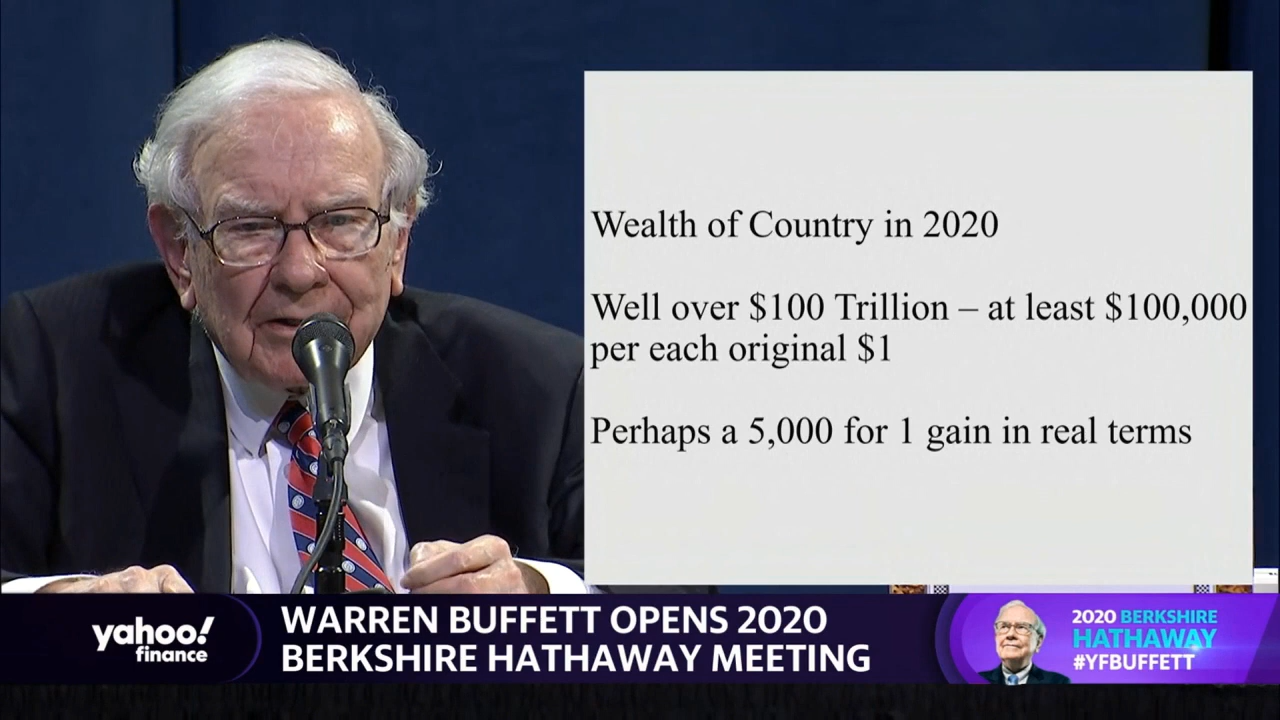 Wealth of Country in 2020
Well over $100 Trillion – at least $100,000
per each original $1
Perhaps a 5,000 for 1 gain in real terms
yahoo!
finance
WARREN BUFFETT OPENS 2020
BERKSHIRE HATHAWAY MEETING
2020 BERKSHIRE
HATHAWAY
#YFBUFFETT